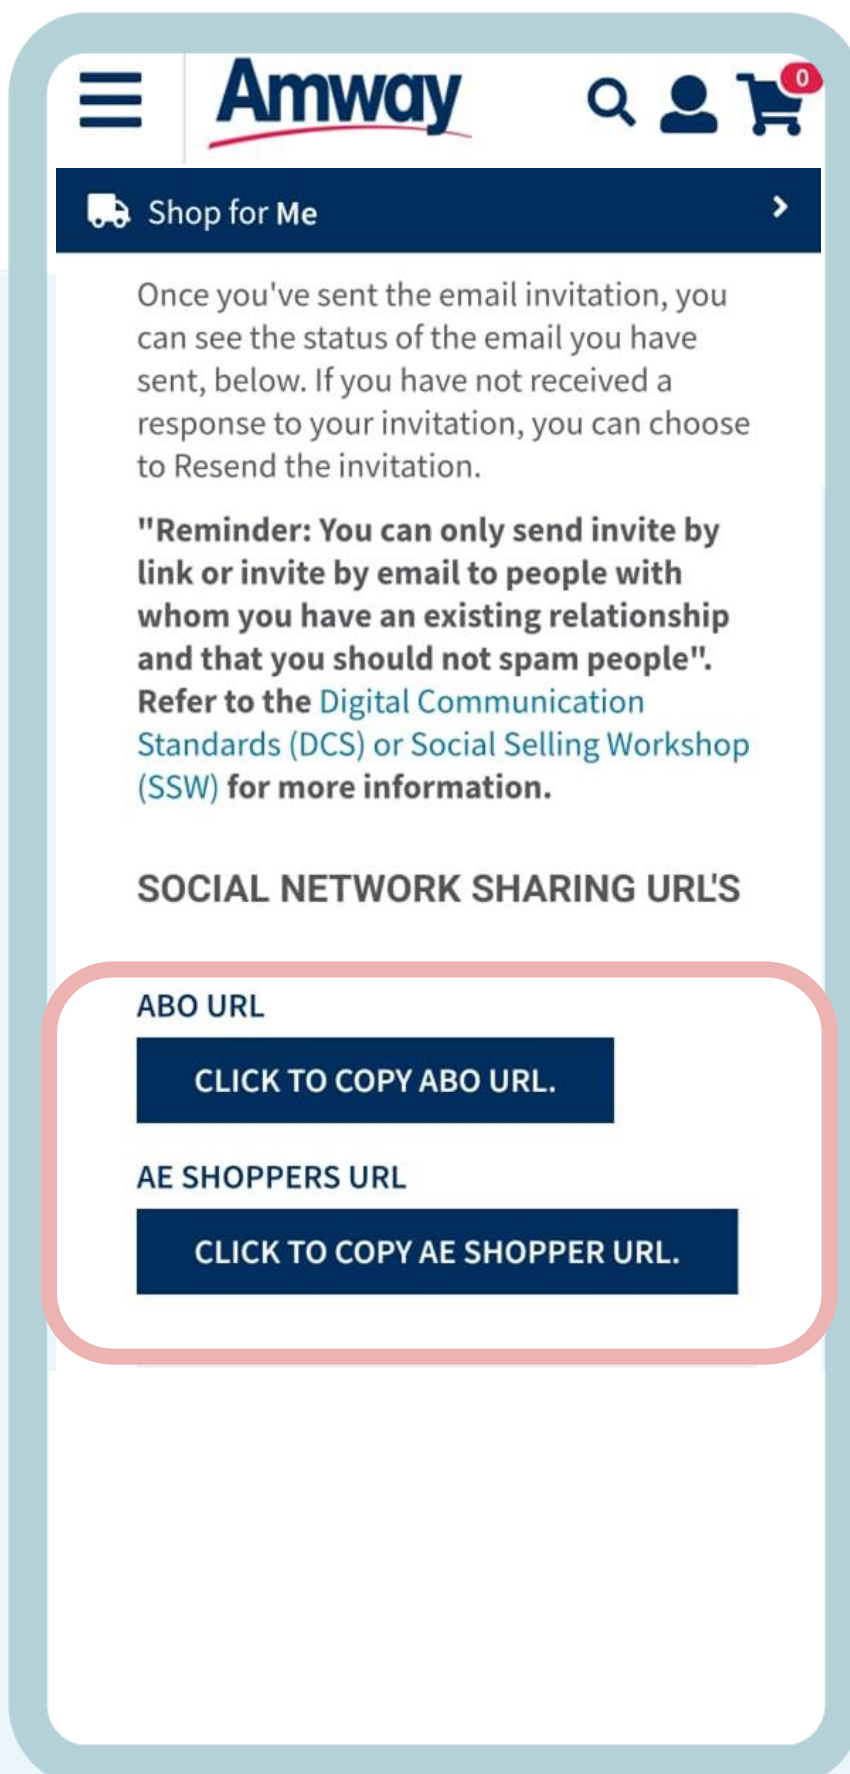 Amway
0
Shop for Me
Once you've sent the email invitation, you
can see the status of the email you have
sent, below. If you have not received a
response to your invitation, you can choose
to Resend the invitation.
"Reminder: You can only send invite by
link or invite by email to people with
whom you have an existing relationship
and that you should not spam people".
Refer to the Digital Communication
Standards (DCS) or Social Selling Workshop
(SSW) for more information.
SOCIAL NETWORK SHARING URL'S
ABO URL
CLICK TO COPY ABO URL.
AE SHOPPERS URL
CLICK TO COPY AE SHOPPER URL.